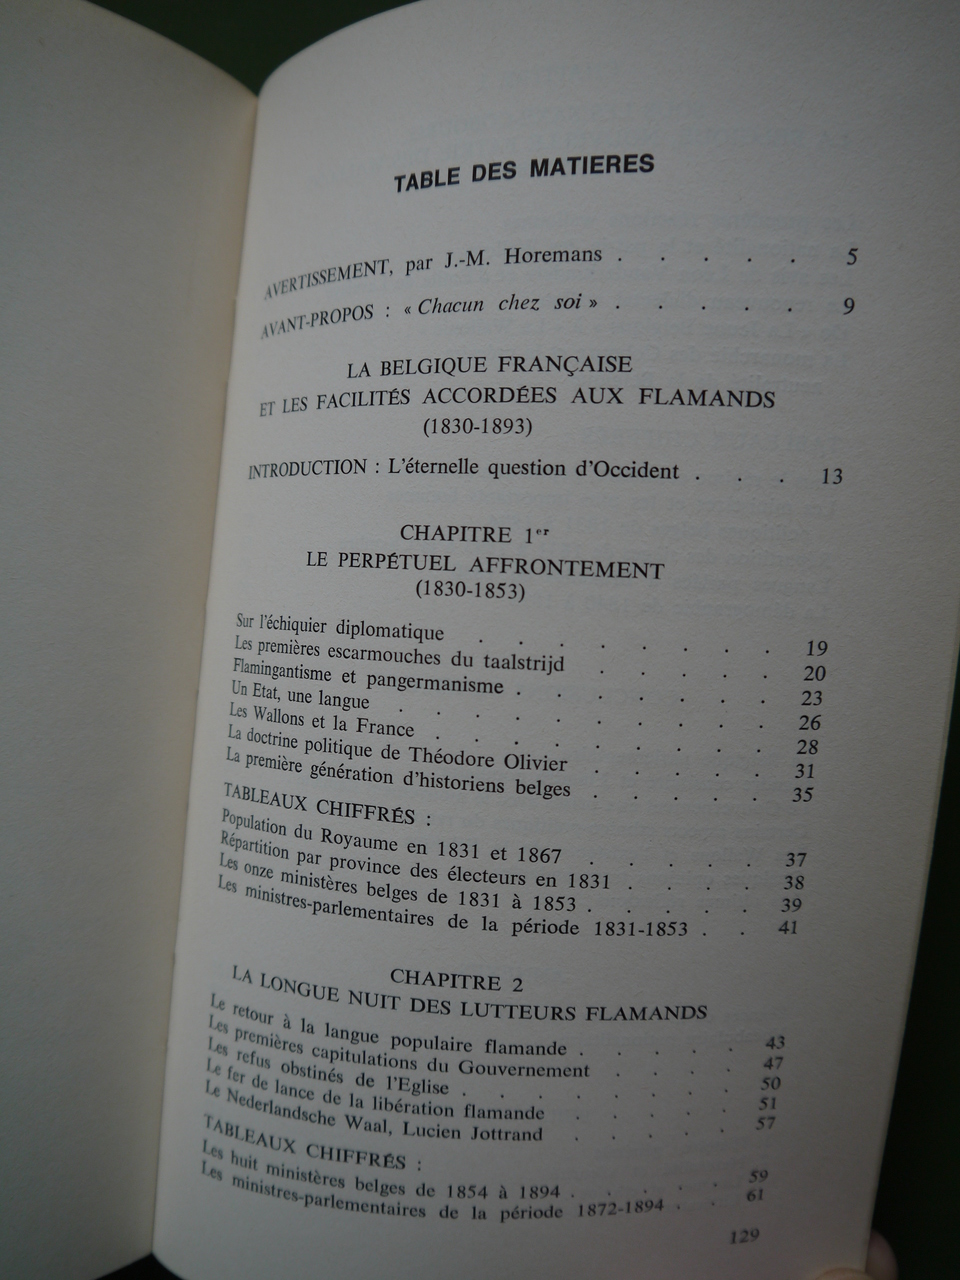 TABLE DES MATIERES
AVERTISSEMENT, par J.-M. Horemans . . . . . 5
AVANT-PROPOS : « Chacun chez soi » . . . . . 9
LA BELGIQUE FRANÇAISE
ET LES FACILITÉS ACCORDÉES AUX FLAMANDS
(1830-1893)
INTRODUCTION : L'éternelle question d'Occident . . . 13
CHAPITRE 1er
LE PERPÉTUEL AFFRONTEMENT
(1830-1853)
Sur l'échiquier diplomatique . . . . . . . 19
Les premières escarmouches du taalstrijd . . . . . 20
Flamingantisme et pangermanisme . . . . . . 23
Un Etat, une langue . . . . . . . . 26
Les Wallons et la France . . . . . . . . 28
La doctrine politique de Théodore Olivier . . . . . 31
La première génération d'historiens belges . . . . . 35
TABLEAUX CHIFFRÉS :
Population du Royaume en 1831 et 1867 . . . . . 37
Répartition par province des électeurs en 1831 . . . . 38
Les onze ministères belges de 1831 à 1853 . . . . . 39
Les ministres-parlementaires de la période 1831-1853 . . 41
CHAPITRE 2
LA LONGUE NUIT DES LUTTEURS FLAMANDS
Le retour à la langue populaire flamande . . . . . 43
Les premières capitulations du Gouvernement . . . . 47
Les refus obstinés de l'Eglise . . . . . . . 50
Le fer de lance de la libération flamande . . . . . 51
Le Nederlandsche Waal, Lucien Jottrand . . . . . 57
TABLEAUX CHIFFRÉS :
Les huit ministères belges de 1854 à 1894 . . . . . 59
Les ministres-parlementaires de la période 1872-1894 . . 61
129